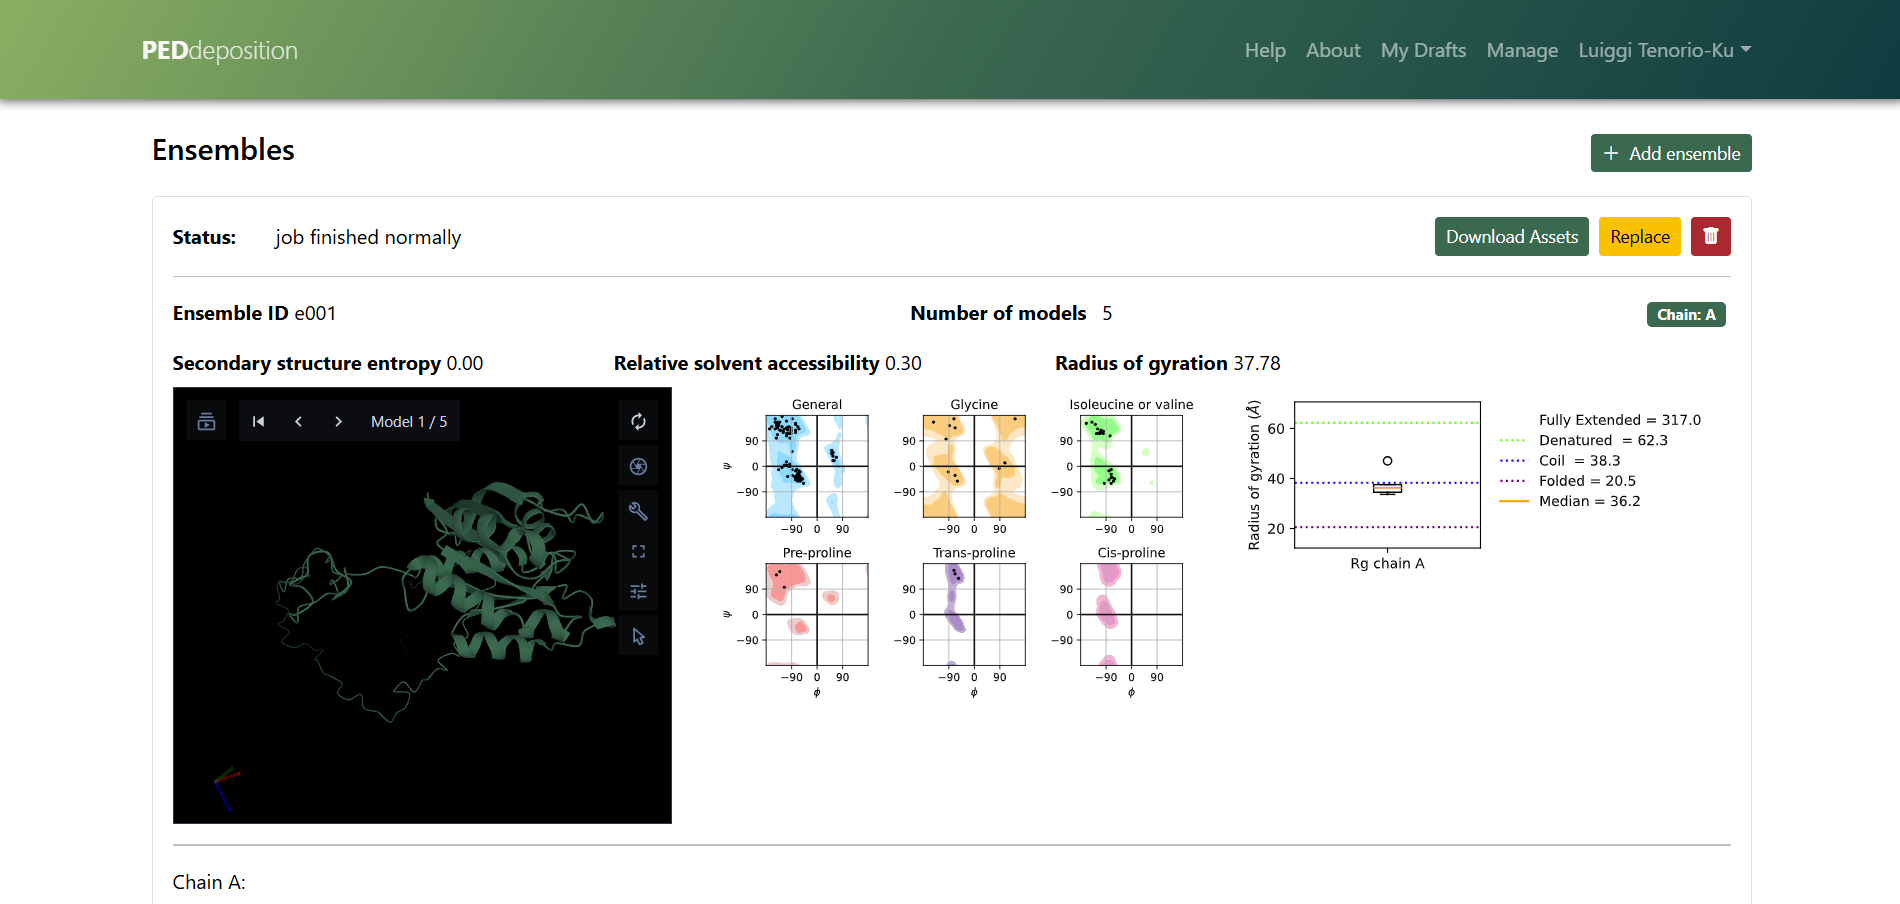 PEDdeposition
Help About My Drafts Manage Luiggi Tenorio-Ku
Ensembles
+ Add ensemble
Status: job finished normally
Download Assets Replace
Ensemble ID e001 Number of models 5 Chain: A
Secondary structure entropy 0.00 Relative solvent accessibility 0.30 Radius of gyration 37.78
Model 1 / 5
General
90
0
−90
ψ
−90 0 90
Glycine
90
0
−90
−90 0 90
Isoleucine or valine
90
0
−90
−90 0 90
Pre-proline
90
0
−90
ψ
−90 0 90
ϕ
Trans-proline
90
0
−90
−90 0 90
ϕ
Cis-proline
90
0
−90
−90 0 90
ϕ
Radius of gyration (Å)
60
40
20
Rg chain A
Fully Extended = 317.0
Denatured = 62.3
Coil = 38.3
Folded = 20.5
Median = 36.2
Chain A: